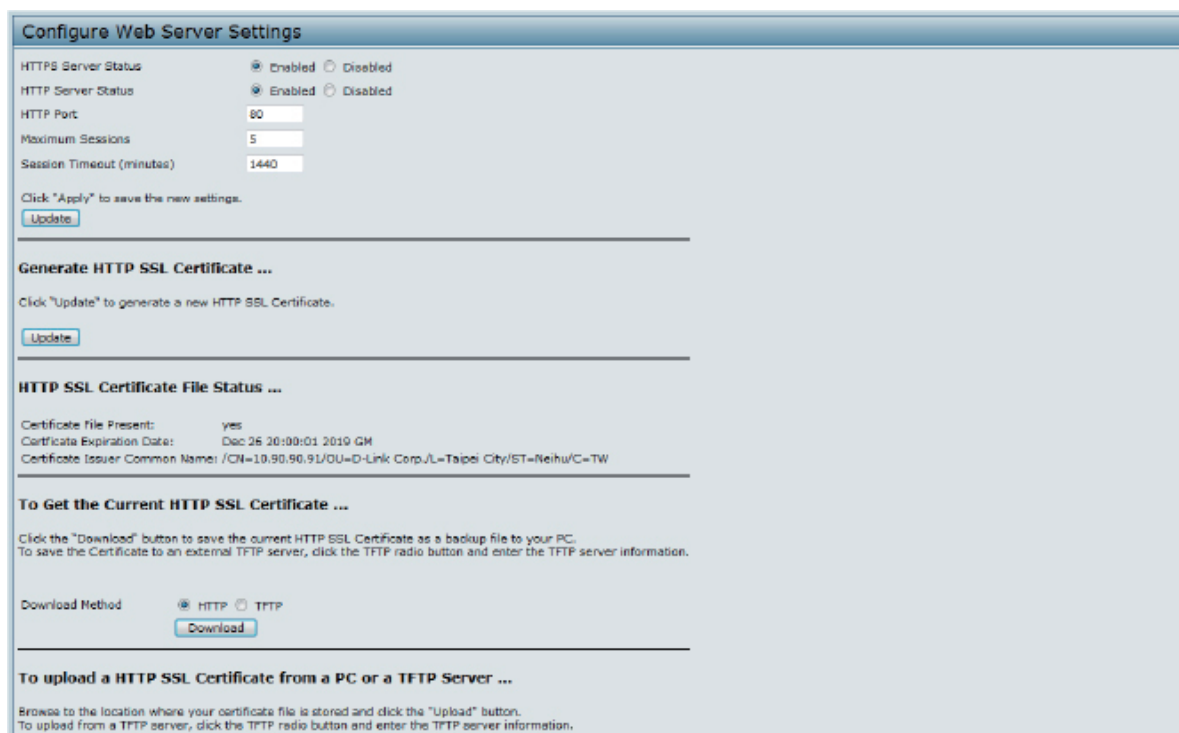 Configure Web Server Settings
HTTPS Server Status Enabled Disabled
HTTP Server Status Enabled Disabled
HTTP Port 80
Maximum Sessions 5
Session Timeout (minutes) 1440
Click "Apply" to save the new settings.
Update
Generate HTTP SSL Certificate ...
Click "Update" to generate a new HTTP SSL Certificate.
Update
HTTP SSL Certificate File Status ...
Certificate File Present: yes
Certficate Expiration Date: Dec 26 20:00:01 2019 GM
Certificate Issuer Common Name: /CN=10.90.90.91/OU=D-Link Corp./L=Taipei City/ST=Neihu/C=TW
To Get the Current HTTP SSL Certificate ...
Click the "Download" button to save the current HTTP SSL Certificate as a backup file to your PC.
To save the Certificate to an external TFTP server, click the TFTP radio button and enter the TFTP server information.
Download Method HTTP TFTP
Download
To upload a HTTP SSL Certificate from a PC or a TFTP Server ...
Browse to the location where your certificate file is stored and click the "Upload" button.
To upload from a TFTP server, click the TFTP radio button and enter the TFTP server information.